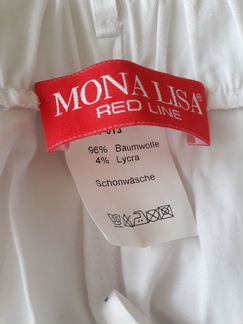 MONA LISA®
RED LINE
96% Baumwolle
4% Lycra
Schonwäsche